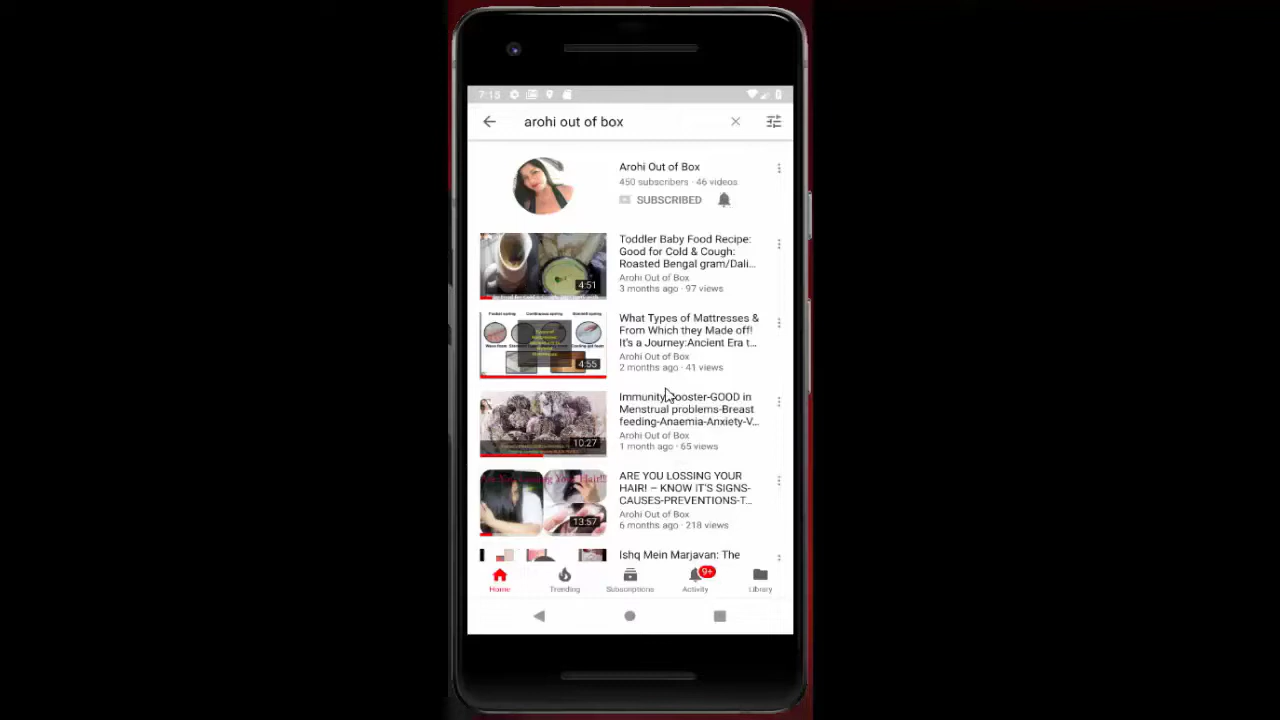 7:13
arohi out of box
Arohi Out of Box
450 subscribers · 46 videos
SUBSCRIBED
Toddler Baby Food Recipe:
Good for Cold & Cough:
Roasted Bengal gram/Dali...
Arohi Out of Box
3 months ago · 97 views
4:51
What Types of Mattresses &
From Which they Made off!
It's a Journey:Ancient Era t...
Arohi Out of Box
2 months ago · 41 views
4:55
Immunity Booster-GOOD in
Menstrual problems-Breast
feeding-Anaemia-Anxiety-V...
Arohi Out of Box
1 month ago · 65 views
10:27
ARE YOU LOSSING YOUR
HAIR! – KNOW IT'S SIGNS-
CAUSES-PREVENTIONS-T...
Arohi Out of Box
6 months ago · 218 views
Your Hair!!
13:57
Ishq Mein Marjavan: The
9+
Home
Trending
Subscriptions
Activity
Library